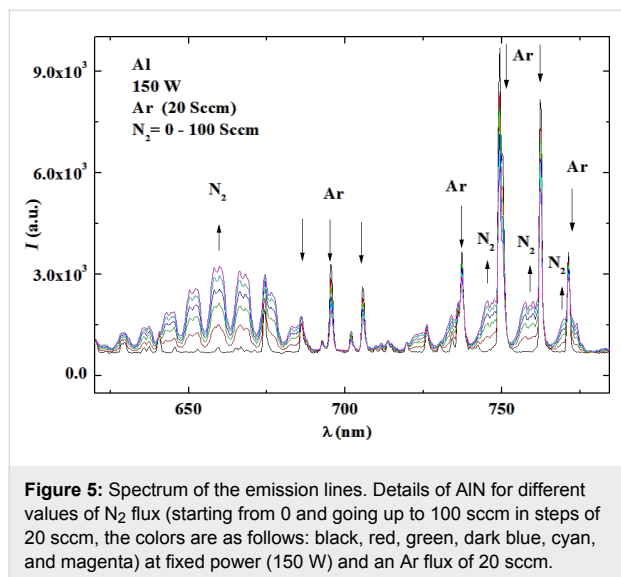 9.0x10³
6.0x10³
3.0x10³
0.0
I (a.u.)
Al
150 W
Ar (20 Sccm)
N₂= 0 - 100 Sccm
N₂
Ar
Ar
Ar
Ar
N₂
N₂
N₂
650
700
750
λ (nm)
Figure 5: Spectrum of the emission lines. Details of AlN for different
values of N₂ flux (starting from 0 and going up to 100 sccm in steps of
20 sccm, the colors are as follows: black, red, green, dark blue, cyan,
and magenta) at fixed power (150 W) and an Ar flux of 20 sccm.